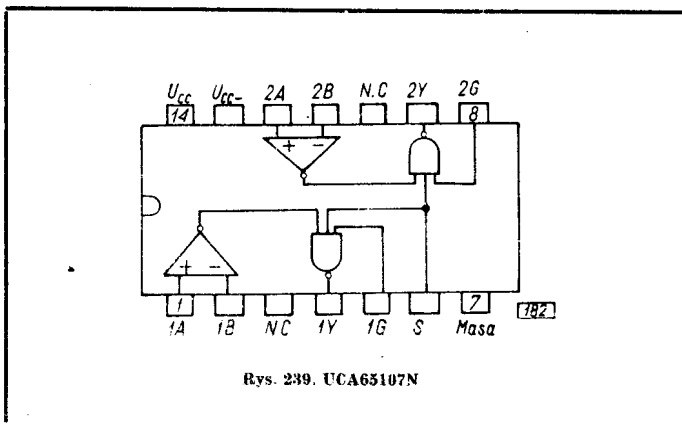 Ucc Ucc- 2A 2B N.C 2Y 2G
14 8
+ -
+ -
1 7
1A 1B NC 1Y 1G S Masa
182
Rys. 239. UCA65107N